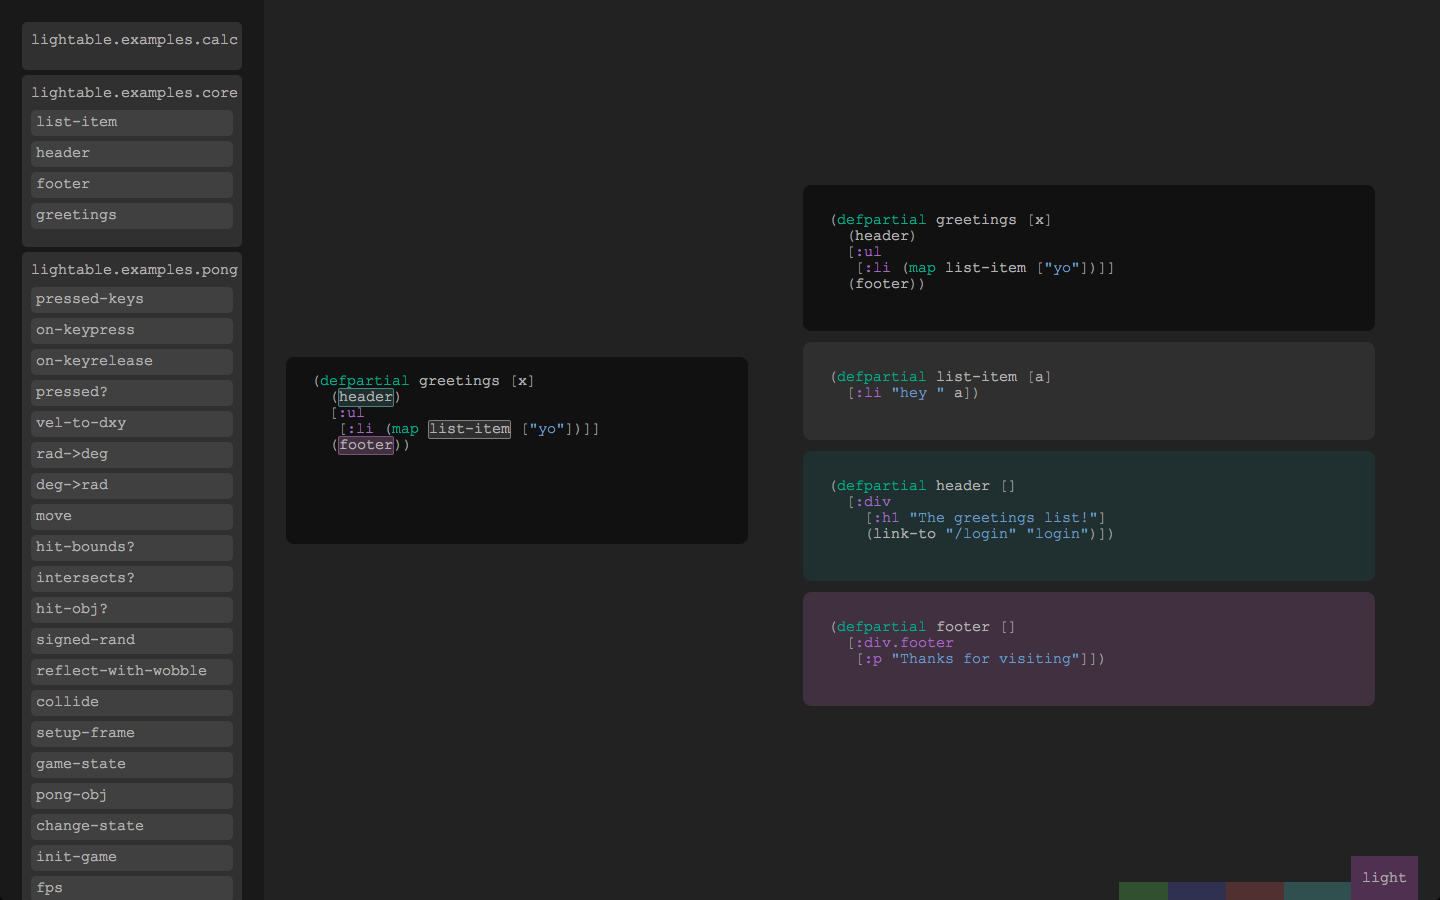 lightable.examples.calc
lightable.examples.core
list-item
header
footer
greetings
lightable.examples.pong
pressed-keys
on-keypress
on-keyrelease
pressed?
vel-to-dxy
rad->deg
deg->rad
move
hit-bounds?
intersects?
hit-obj?
signed-rand
reflect-with-wobble
collide
setup-frame
game-state
pong-obj
change-state
init-game
fps
(defpartial greetings [x]
  (header)
  [:ul
   [:li (map list-item ["yo"])]]
  (footer))
(defpartial greetings [x]
  (header)
  [:ul
   [:li (map list-item ["yo"])]]
  (footer))
(defpartial list-item [a]
  [:li "hey " a])
(defpartial header []
  [:div
    [:h1 "The greetings list!"]
    (link-to "/login" "login")])
(defpartial footer []
  [:div.footer
   [:p "Thanks for visiting"]])
light